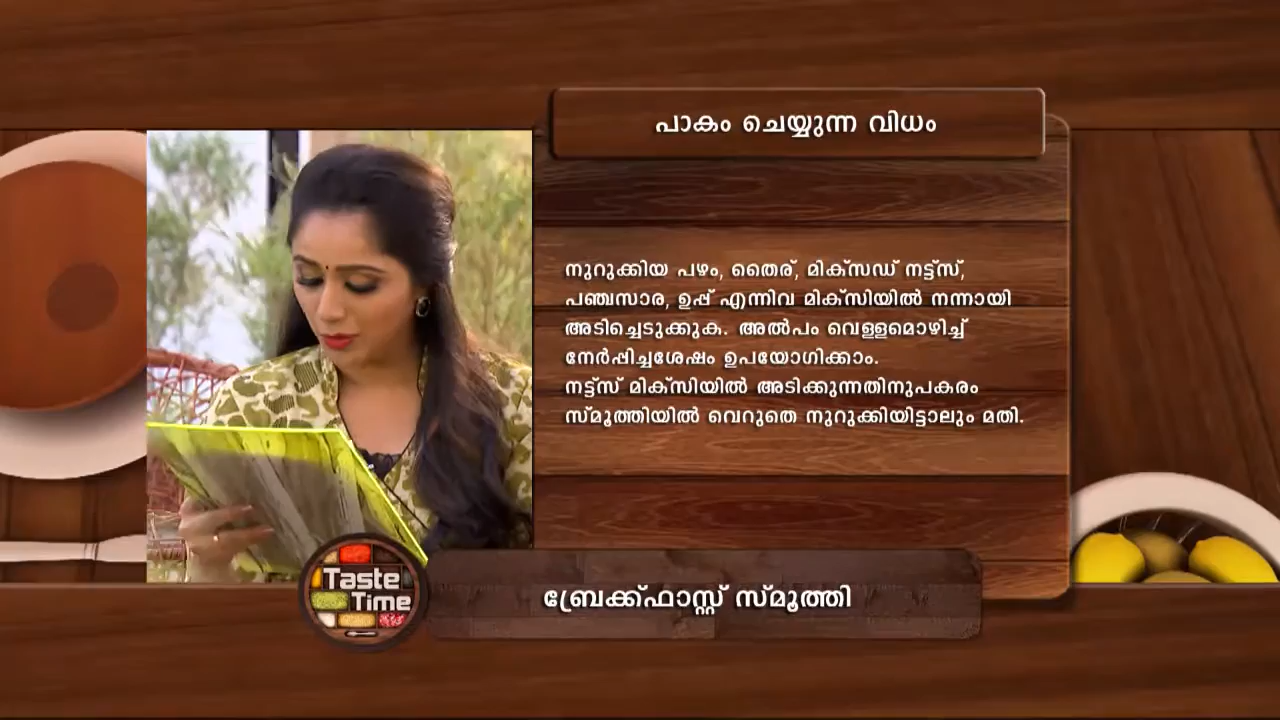 പാകം ചെയ്യുന്ന വിധം
നുറുക്കിയ പഴം, തൈര്, മിക്സഡ് നട്ട്സ്,
പഞ്ചസാര, ഉപ്പ് എന്നിവ മിക്സിയിൽ നന്നായി
അടിച്ചെടുക്കുക. അൽപം വെള്ളമൊഴിച്ച്
നേർപ്പിച്ചശേഷം ഉപയോഗിക്കാം.
നട്ട്സ് മിക്സിയിൽ അടിക്കുന്നതിനുപകരം
സ്മൂത്തിയിൽ വെറുതെ നുറുക്കിയിട്ടാലും മതി.
Taste
Time
ബ്രേക്ക്ഫാസ്റ്റ് സ്മൂത്തി